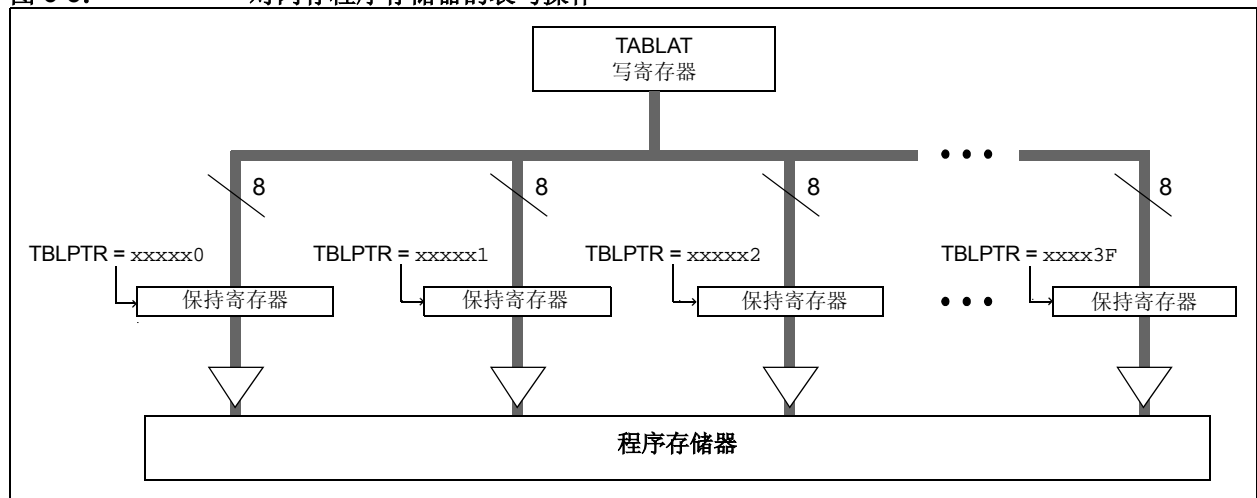 TABLAT
写寄存器
•••
8 8 8 8
TBLPTR = xxxxx0 TBLPTR = xxxxx1 TBLPTR = xxxxx2 TBLPTR = xxxx3F
保持寄存器 保持寄存器 保持寄存器 ••• 保持寄存器
程序存储器